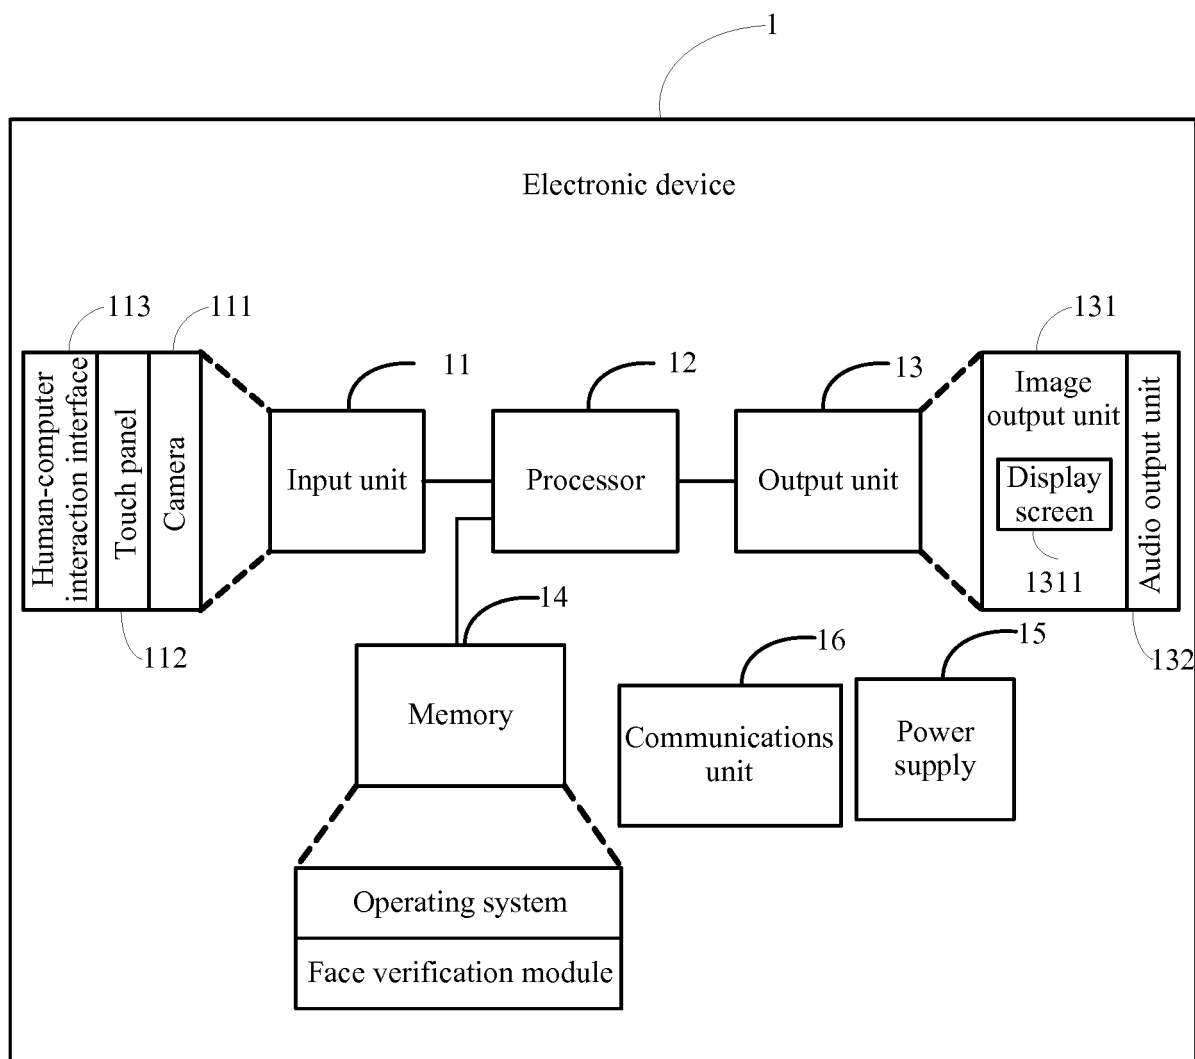 1
Electronic device
113
111
131
11
12
13
Human-computer
interaction interface
Touch panel
Camera
Input unit
Processor
Output unit
Image
output unit
Display
screen
1311
Audio output unit
112
132
14
16
15
Memory
Communications
unit
Power
supply
Operating system
Face verification module